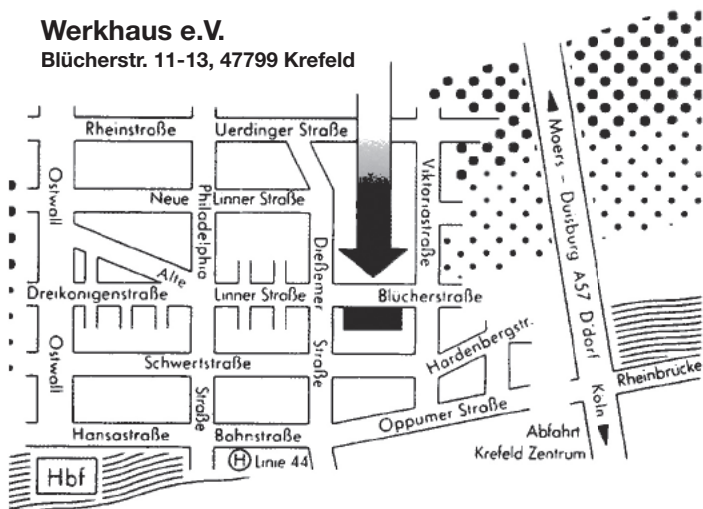 Werkhaus e.V.
Blücherstr. 11-13, 47799 Krefeld
Rheinstraße
Uerdinger Straße
Ostwall
Philadelphia
Neue Linner Straße
Viktoriastraße
Moers - Duisburg A57 D'dorf Köln
Dießemer
Alte
Dreikönigenstraße
Linner Straße
Blücherstraße
Ostwall
Schwertstraße
Straße
Hardenbergstr.
Rheinbrücke
Straße
Hansastraße
Bahnstraße
Oppumer Straße
Abfahrt
Krefeld Zentrum
Hbf
H Linie 44